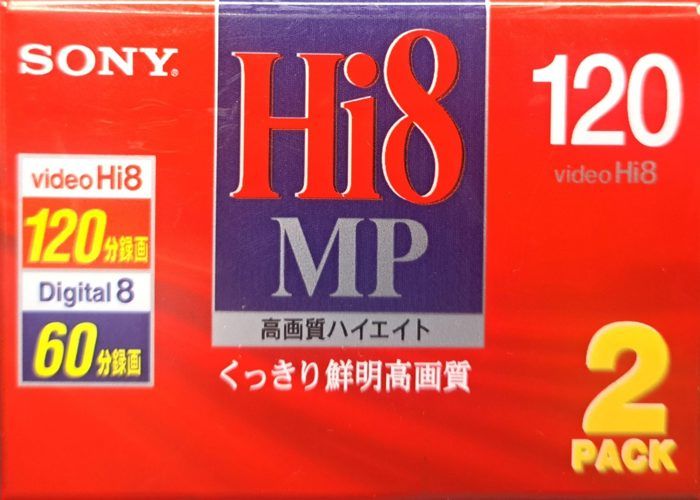 SONY®
Hi8
MP
高画質ハイエイト
くっきり鮮明高画質
video Hi8
120分録画
Digital 8
60分録画
120
video Hi8
2
PACK